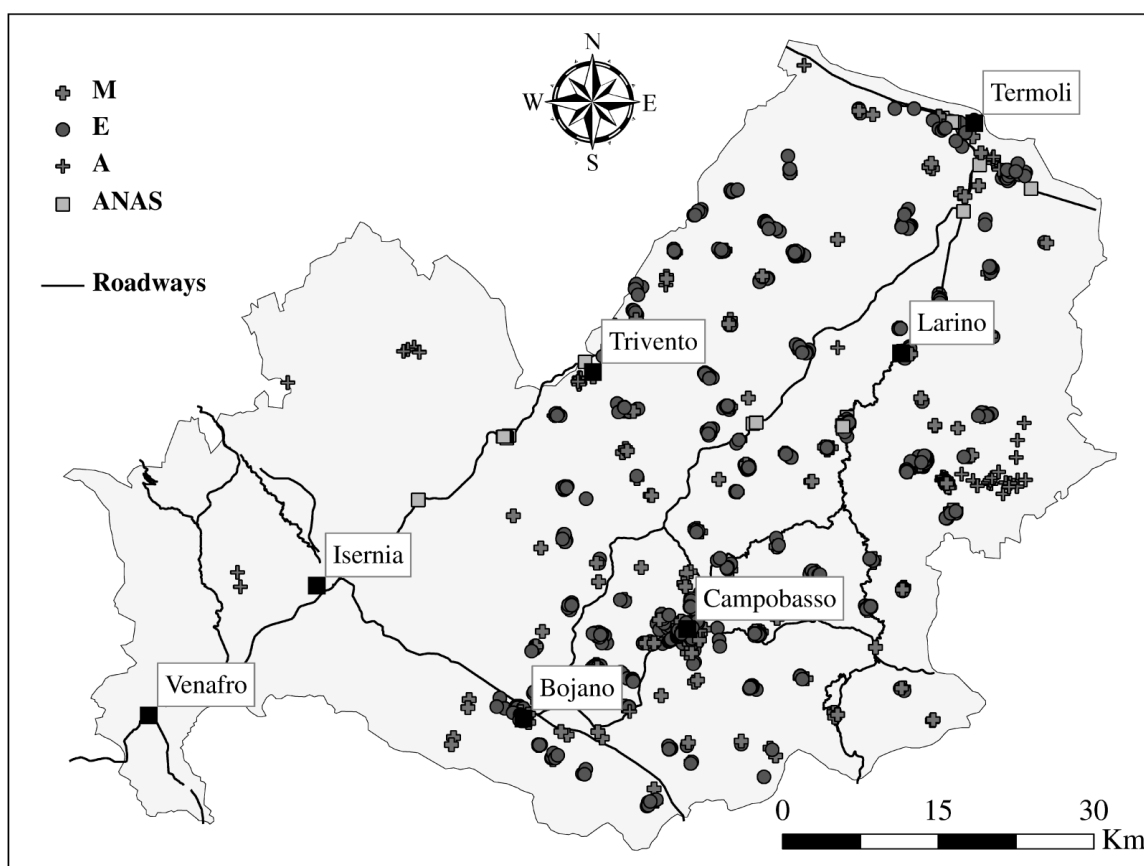 M
E
A
ANAS
Roadways
N
W
E
S
Termoli
Larino
Trivento
Isernia
Campobasso
Venafro
Bojano
0
15
30
Km